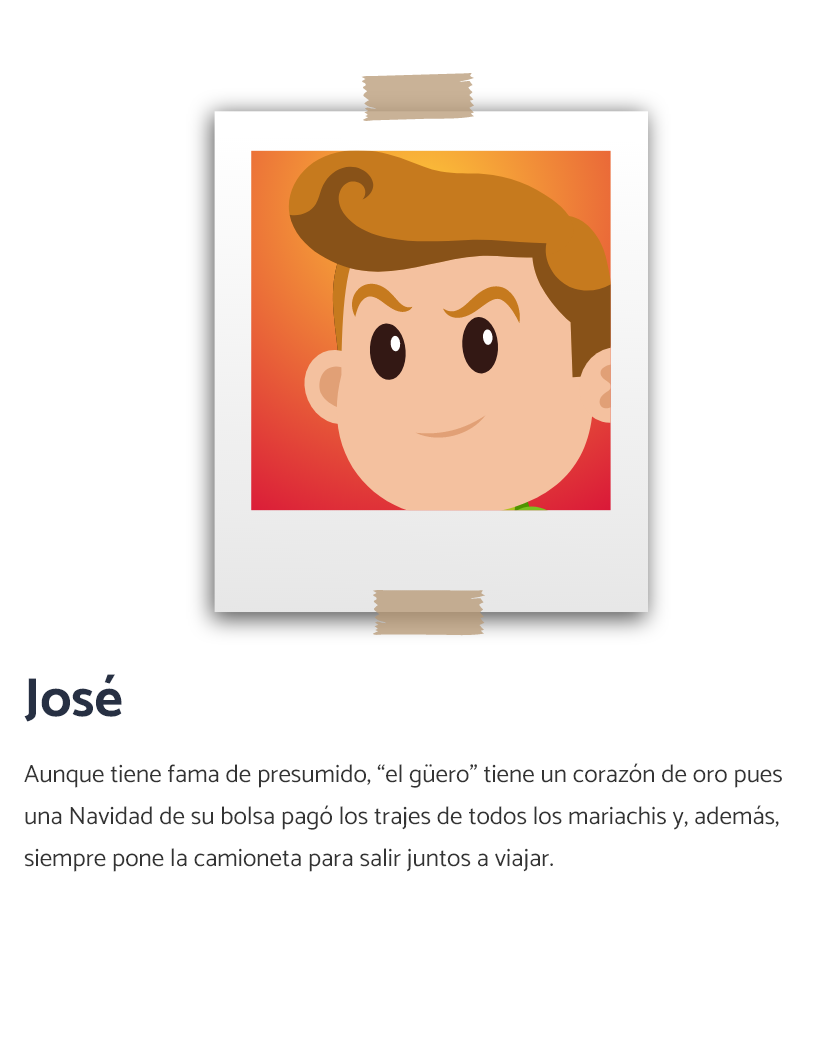 José
Aunque tiene fama de presumido, “el güero” tiene un corazón de oro pues
una Navidad de su bolsa pagó los trajes de todos los mariachis y, además,
siempre pone la camioneta para salir juntos a viajar.